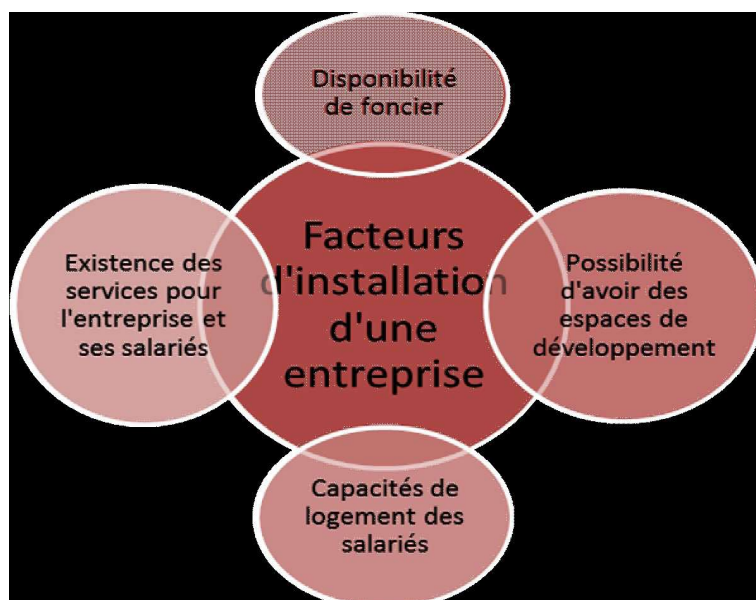 Disponibilité
de foncier
Facteurs
d'installation
d'une
entreprise
Existence des
services pour
l'entreprise et
ses salariés
Possibilité
d'avoir des
espaces de
développement
Capacités de
logement des
salariés